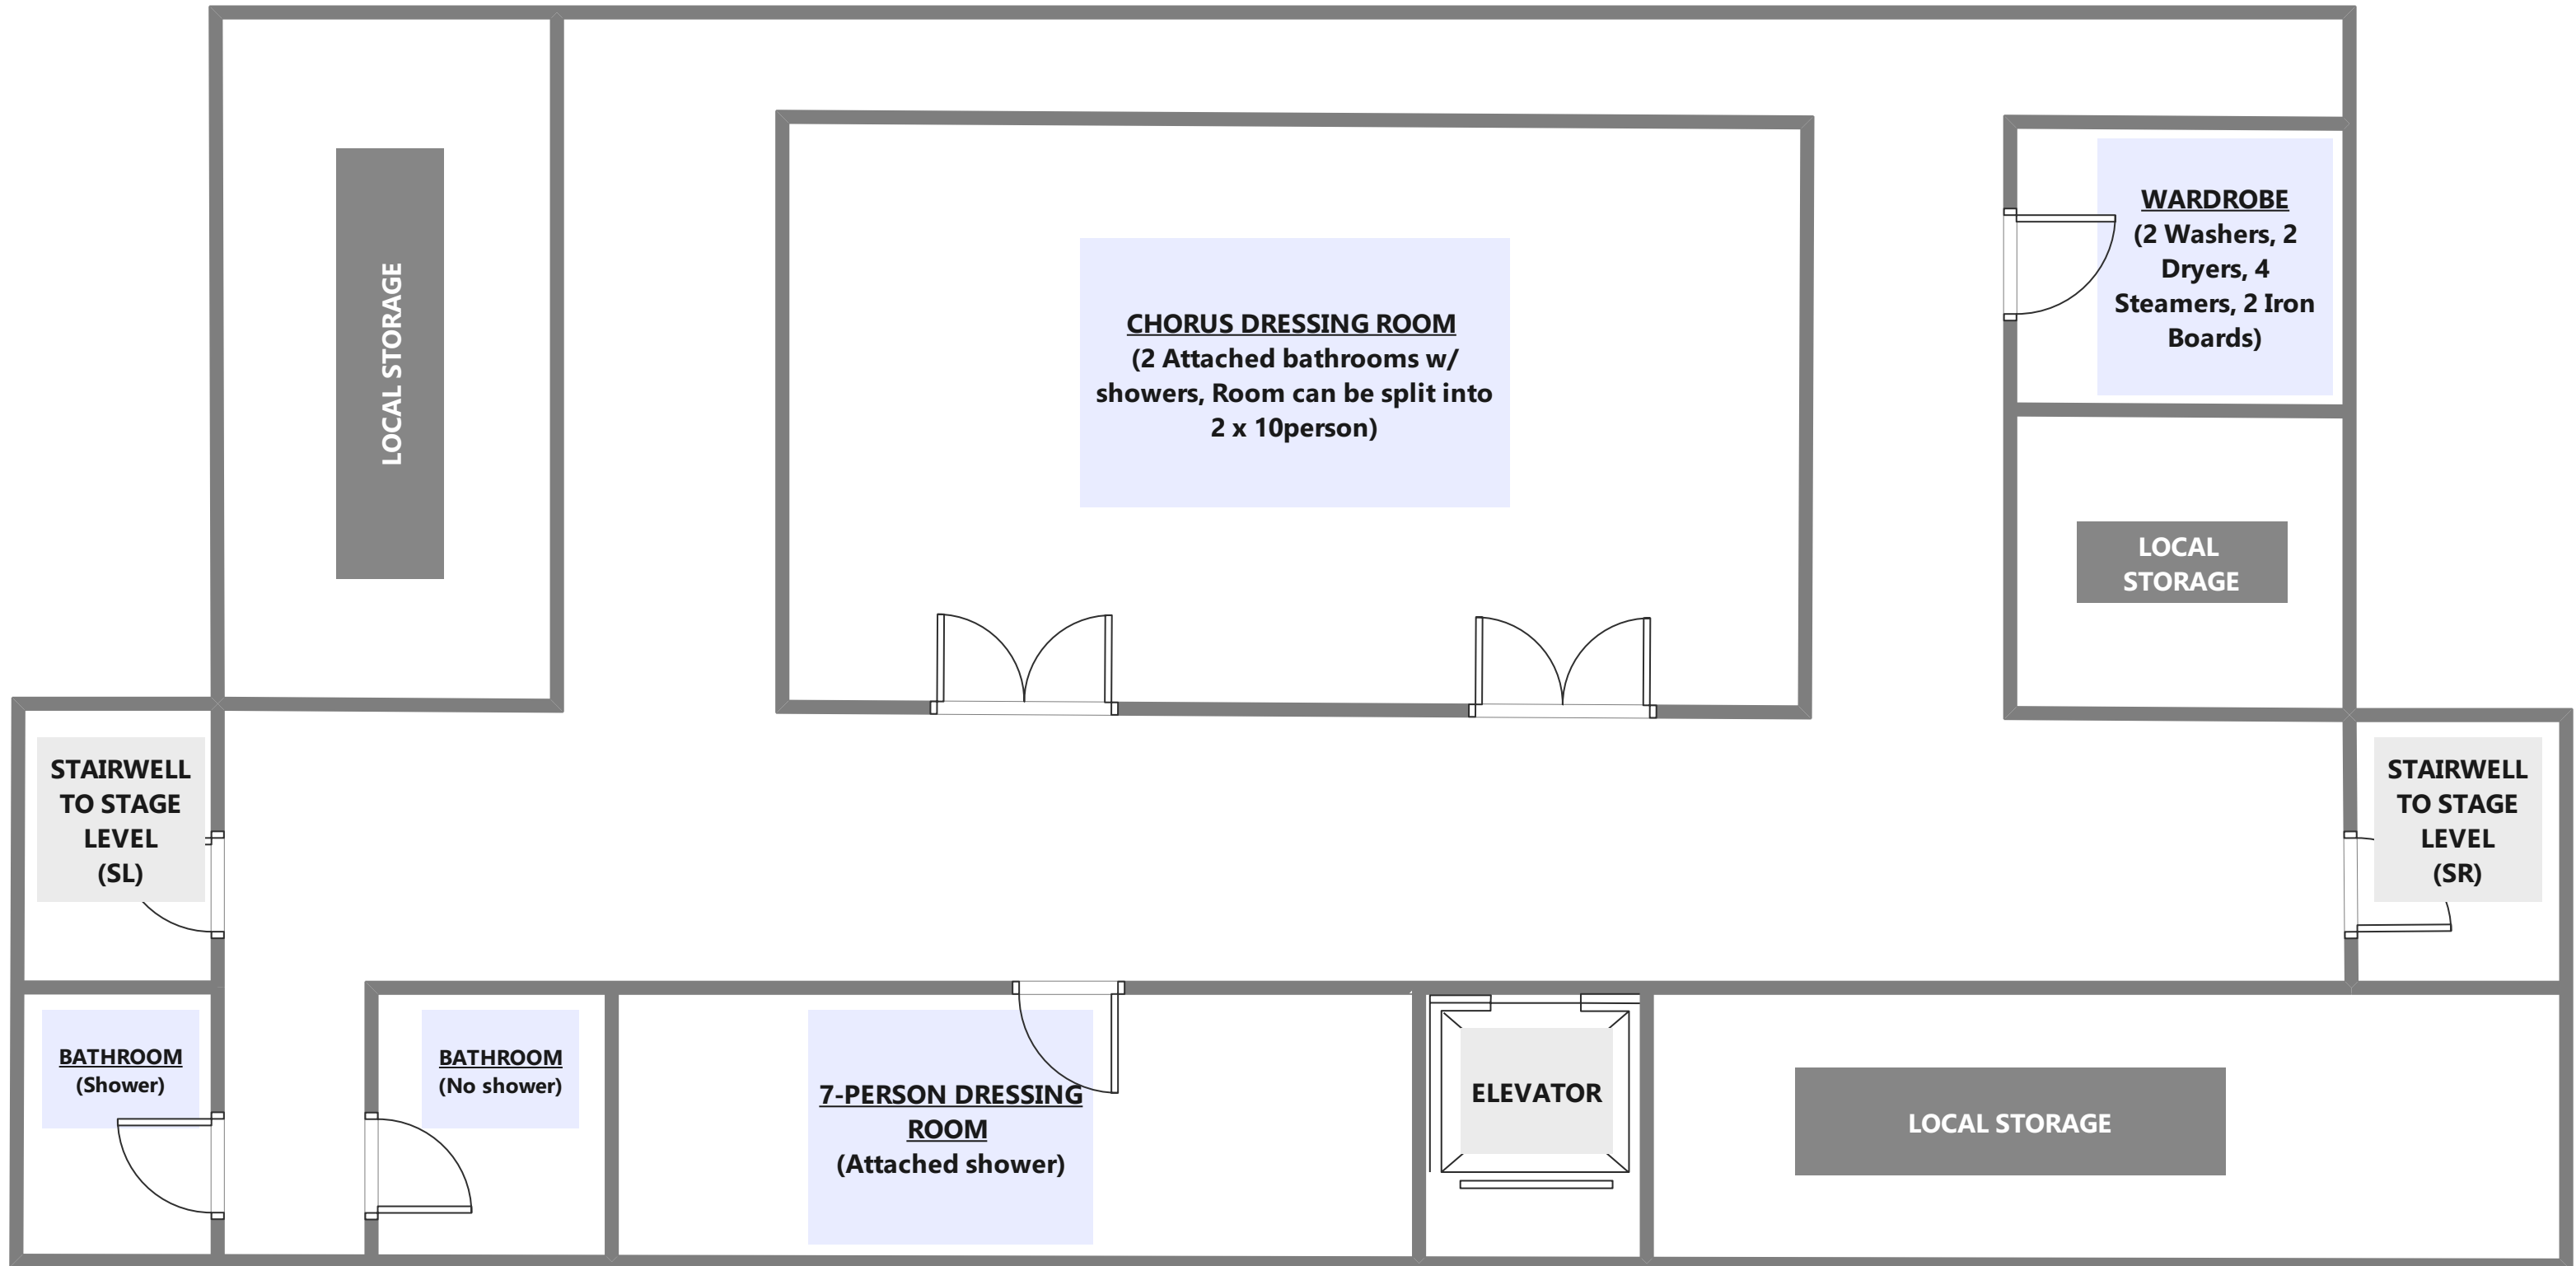 LOCAL STORAGE
CHORUS DRESSING ROOM
(2 Attached bathrooms w/
showers, Room can be split into
2 x 10person)
WARDROBE
(2 Washers, 2
Dryers, 4
Steamers, 2 Iron
Boards)
LOCAL
STORAGE
STAIRWELL
TO STAGE
LEVEL
(SL)
STAIRWELL
TO STAGE
LEVEL
(SR)
BATHROOM
(Shower)
BATHROOM
(No shower)
7-PERSON DRESSING
ROOM
(Attached shower)
ELEVATOR
LOCAL STORAGE